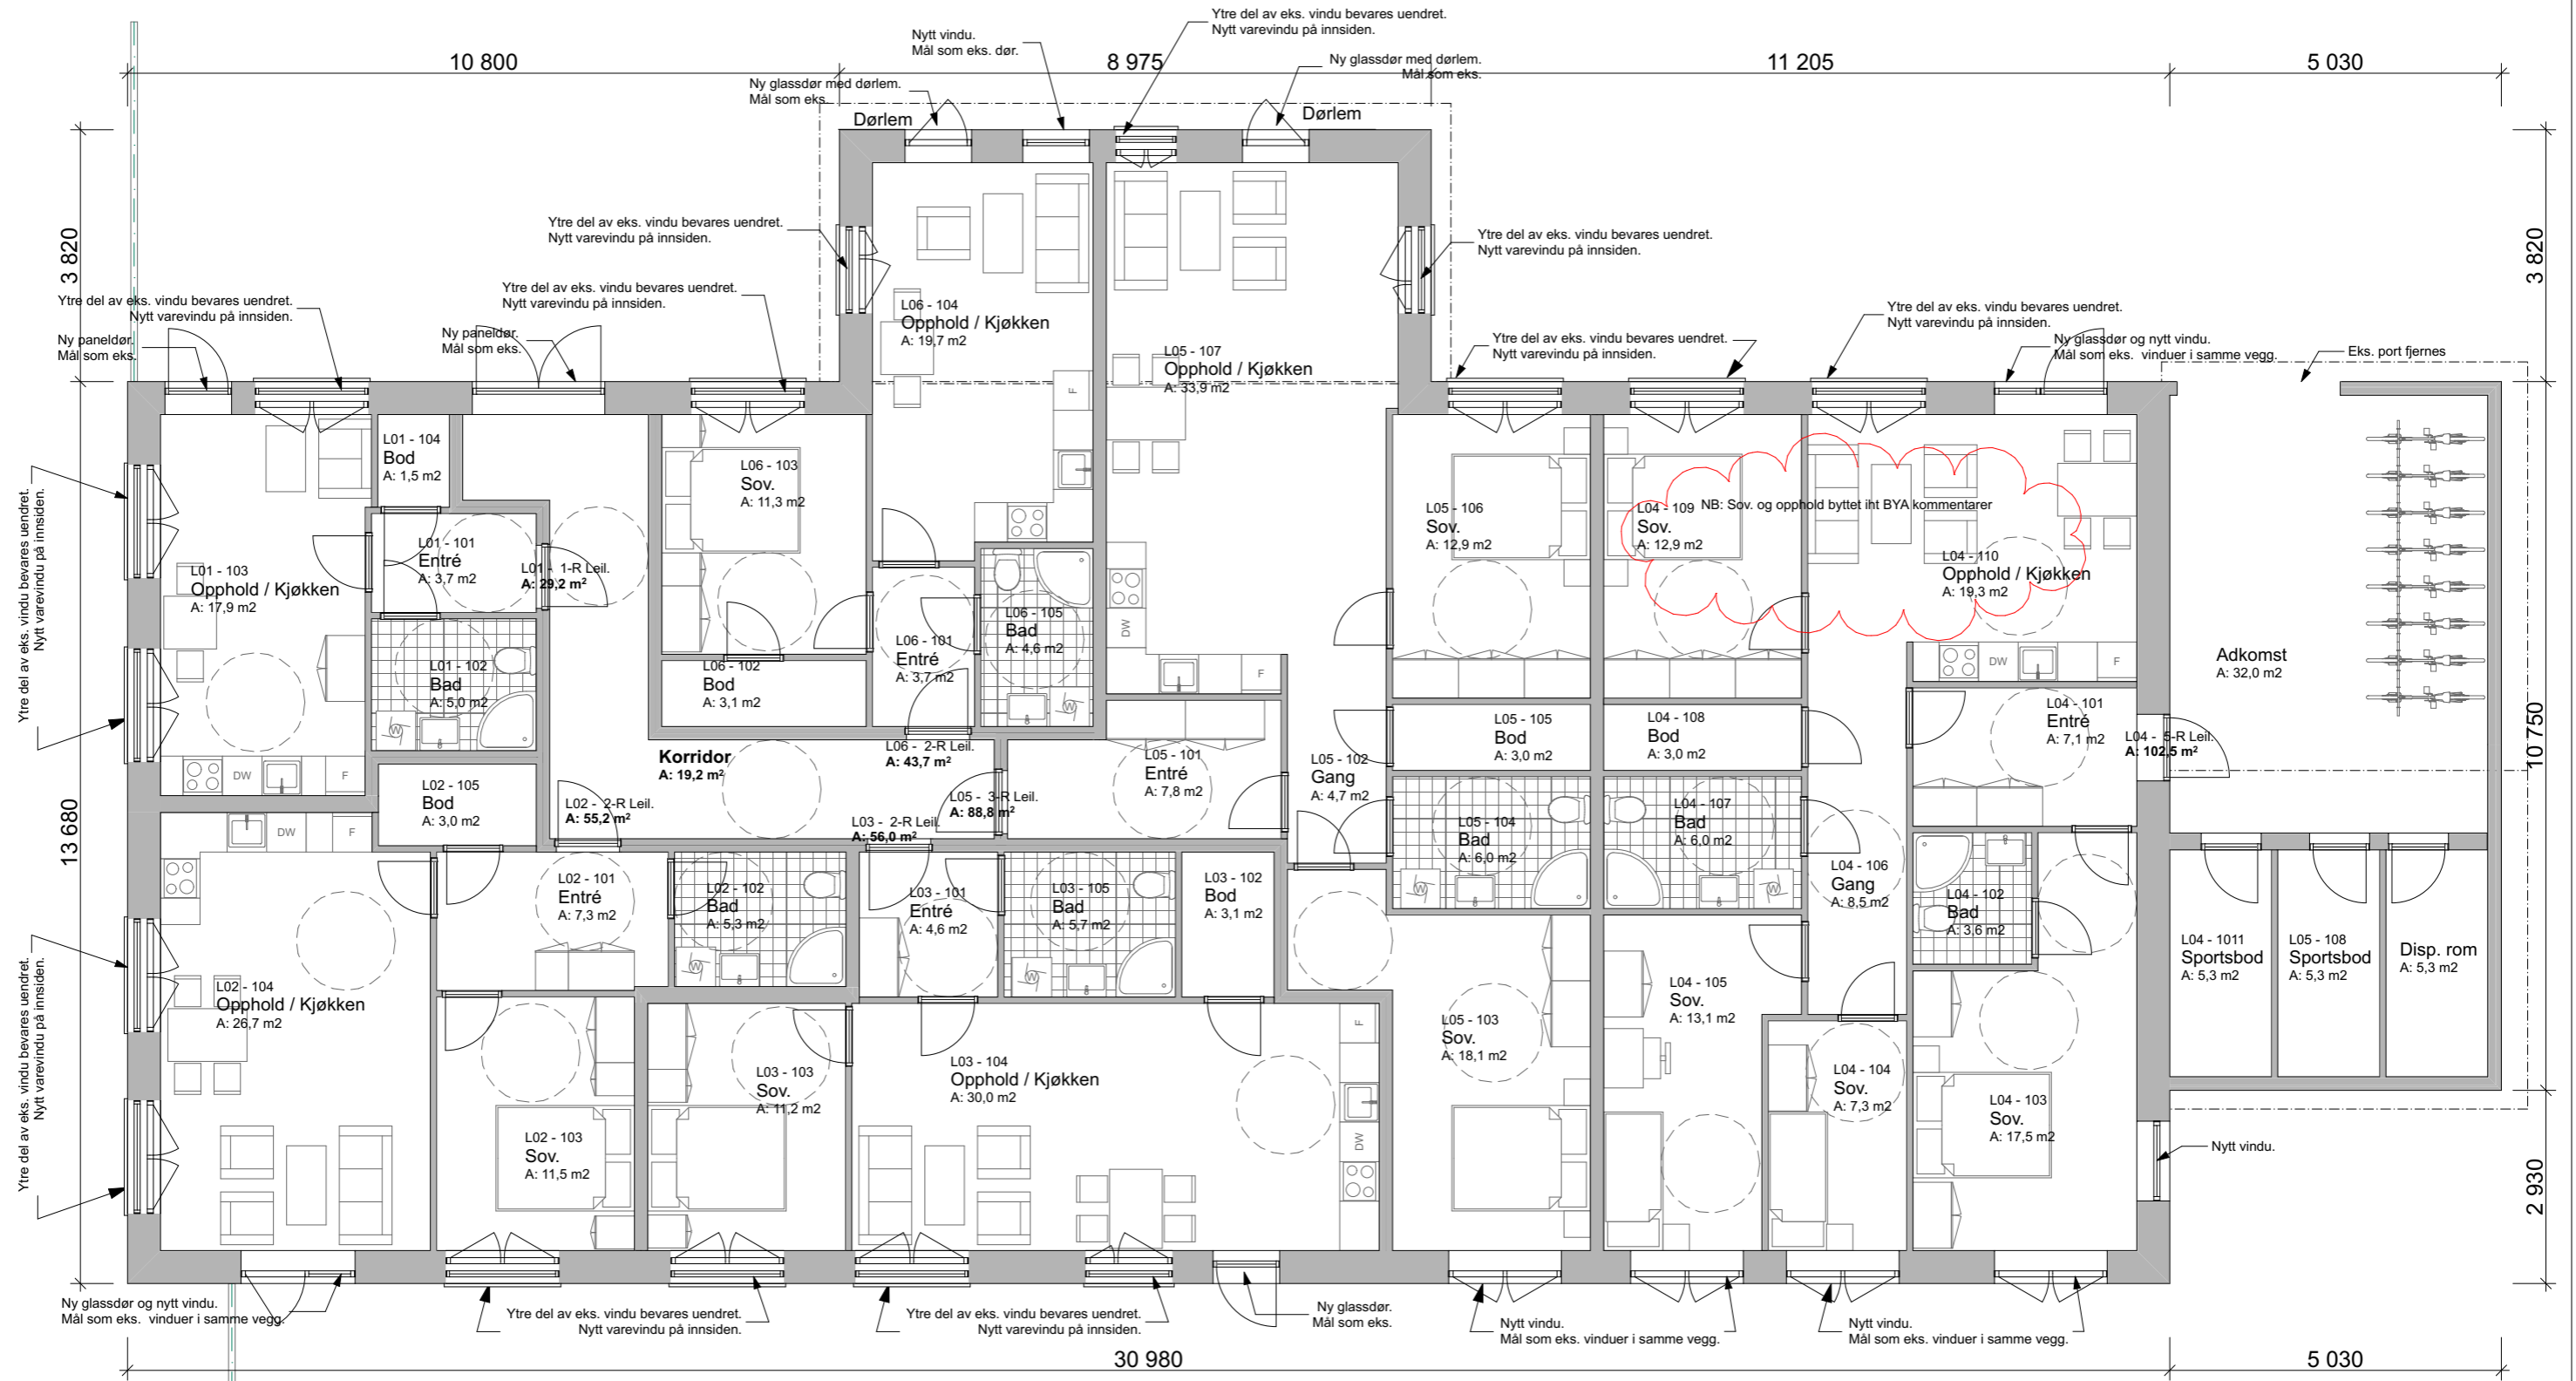 Ytre del av eks. vindu bevares uendret.
Nytt varevindu på innsiden.
Nytt vindu.
Mål som eks. dør.
10 800
8 975
11 205
5 030
Ny glassdør med dørlem.
Mål som eks.
Ny glassdør med dørlem.
Mål som eks.
Dørlem
Dørlem
3 820
3 820
Ytre del av eks. vindu bevares uendret.
Nytt varevindu på innsiden.
Ytre del av eks. vindu bevares uendret.
Nytt varevindu på innsiden.
Ytre del av eks. vindu bevares uendret.
Nytt varevindu på innsiden.
Ytre del av eks. vindu bevares uendret.
Nytt varevindu på innsiden.
Ny paneldør.
Mål som eks.
Ny paneldør.
Mål som eks.
Ytre del av eks. vindu bevares uendret.
Nytt varevindu på innsiden.
Ytre del av eks. vindu bevares uendret.
Nytt varevindu på innsiden.
Ny glassdør og nytt vindu.
Mål som eks. vinduer i samme vegg.
Eks. port fjernes
L06 - 104
Opphold / Kjøkken
A: 19,7 m2
L05 - 107
Opphold / Kjøkken
A: 33,9 m2
F
L01 - 104
Bod
A: 1,5 m2
L06 - 103
Sov.
A: 11,3 m2
L05 - 106
Sov.
A: 12,9 m2
L04 - 109
Sov.
A: 12,9 m2
NB: Sov. og opphold byttet iht BYA kommentarer
L04 - 110
Opphold / Kjøkken
A: 19,3 m2
Ytre del av eks. vindu bevares uendret.
Nytt varevindu på innsiden.
L01 - 103
Opphold / Kjøkken
A: 17,9 m2
L01 - 101
Entré
A: 3,7 m2
L01 - 1-R Leil.
A: 29,2 m²
L06 - 105
Bad
A: 4,6 m2
L06 - 101
Entré
A: 3,7 m2
DW
F
DW
F
L01 - 102
Bad
A: 5,0 m2
W
L06 - 102
Bod
A: 3,1 m2
W
Adkomst
A: 32,0 m2
L04 - 101
Entré
A: 7,1 m2
L04 - 5-R Leil.
A: 102,5 m²
10 750
L05 - 105
Bod
A: 3,0 m2
L04 - 108
Bod
A: 3,0 m2
Korridor
A: 19,2 m²
L06 - 2-R Leil.
A: 43,7 m²
L05 - 101
Entré
A: 7,8 m2
L05 - 102
Gang
A: 4,7 m2
DW
F
L02 - 105
Bod
A: 3,0 m2
L02 - 2-R Leil.
A: 55,2 m²
L05 - 3-R Leil.
A: 88,8 m²
L03 - 2-R Leil.
A: 56,0 m²
13 680
DW
F
L05 - 104
Bad
A: 6,0 m2
W
L04 - 107
Bad
A: 6,0 m2
W
L04 - 106
Gang
A: 8,5 m2
L02 - 101
Entré
A: 7,3 m2
L02 - 102
Bad
A: 5,3 m2
W
L03 - 101
Entré
A: 4,6 m2
L03 - 105
Bad
A: 5,7 m2
W
L03 - 102
Bod
A: 3,1 m2
L04 - 102
Bad
A: 3,6 m2
L04 - 1011
Sportsbod
A: 5,3 m2
L05 - 108
Sportsbod
A: 5,3 m2
Disp. rom
A: 5,3 m2
Ytre del av eks. vindu bevares uendret.
Nytt varevindu på innsiden.
L02 - 104
Opphold / Kjøkken
A: 26,7 m2
L05 - 103
Sov.
A: 18,1 m2
L04 - 105
Sov.
A: 13,1 m2
F
DW
L03 - 103
Sov.
A: 11,2 m2
L03 - 104
Opphold / Kjøkken
A: 30,0 m2
L04 - 104
Sov.
A: 7,3 m2
L04 - 103
Sov.
A: 17,5 m2
L02 - 103
Sov.
A: 11,5 m2
Nytt vindu.
2 930
Ny glassdør og nytt vindu.
Mål som eks. vinduer i samme vegg.
Ytre del av eks. vindu bevares uendret.
Nytt varevindu på innsiden.
Ytre del av eks. vindu bevares uendret.
Nytt varevindu på innsiden.
Ny glassdør.
Mål som eks.
Nytt vindu.
Mål som eks. vinduer i samme vegg.
Nytt vindu.
Mål som eks. vinduer i samme vegg.
30 980
5 030